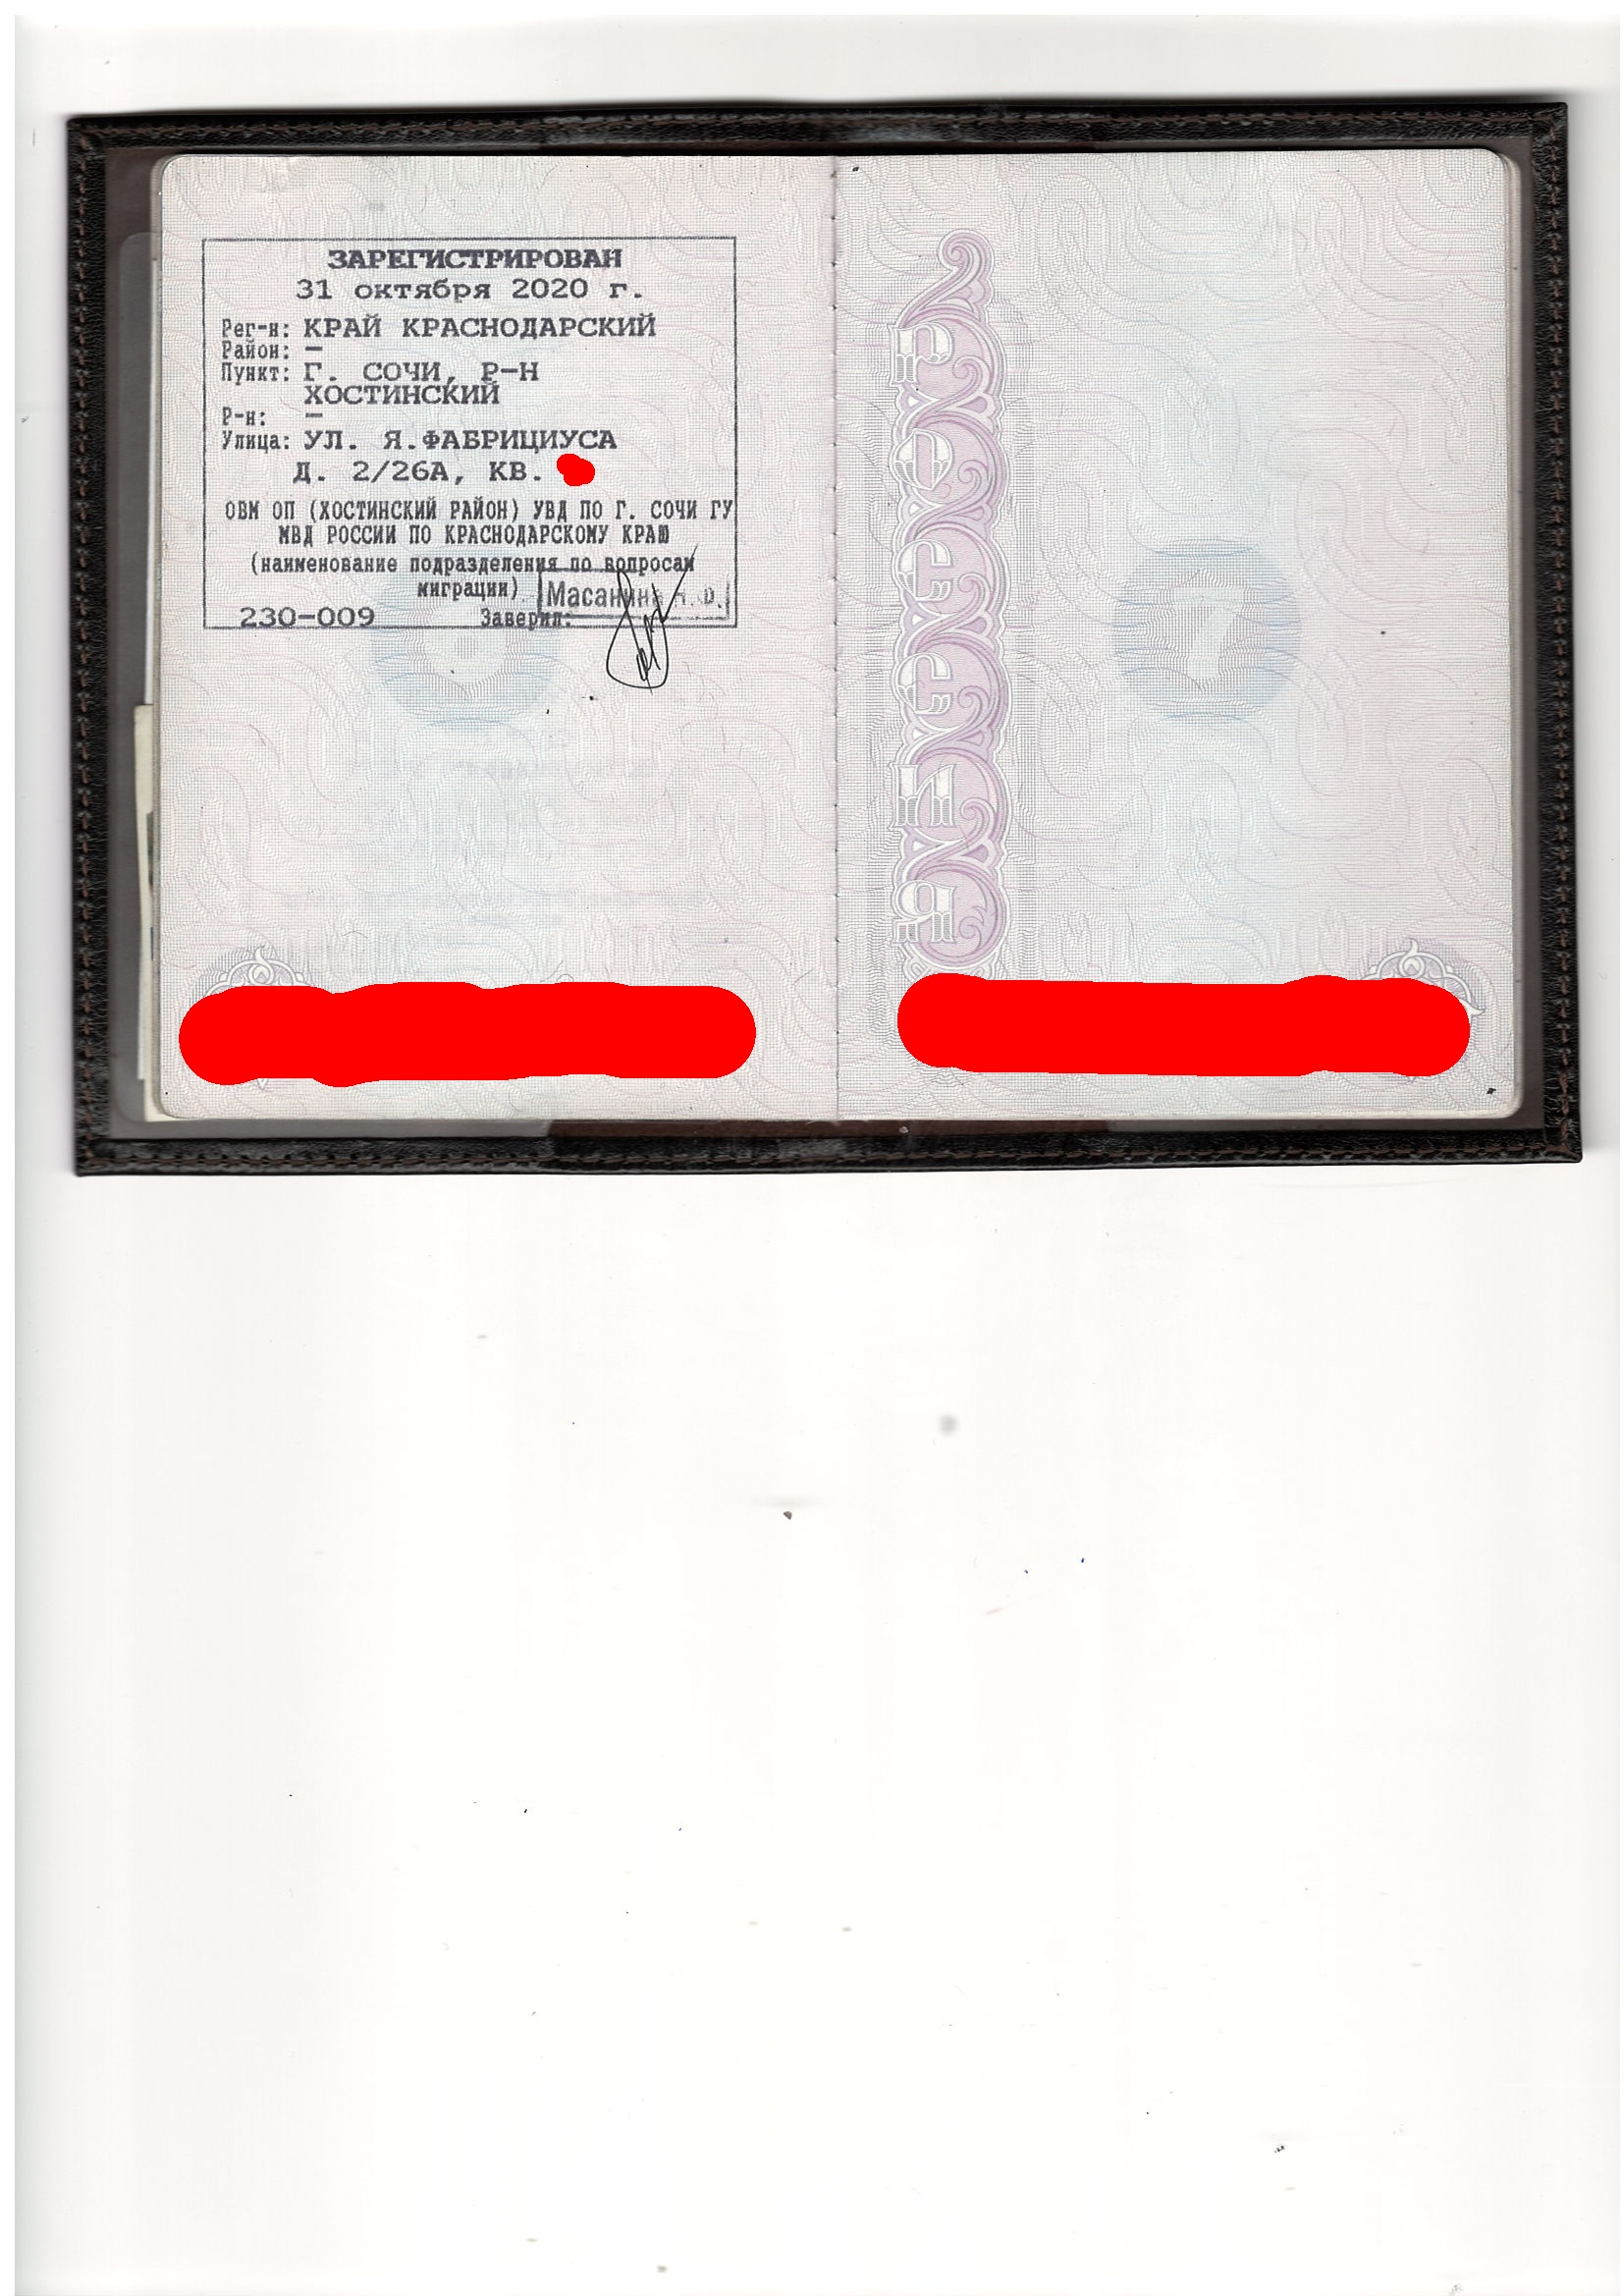 ЗАРЕГИСТРИРОВАН
31 октября 2020 г.
Рег-н: КРАЙ КРАСНОДАРСКИЙ
Район: –
Пункт: Г. СОЧИ, Р-Н
ХОСТИНСКИЙ
Р-н: –
Улица: УЛ. Я.ФАБРИЦИУСА
Д. 2/26А, КВ.
ОВМ ОП (ХОСТИНСКИЙ РАЙОН) УВД ПО Г. СОЧИ ГУ
МВД РОССИИ ПО КРАСНОДАРСКОМУ КРАЮ
(наименование подразделения по вопросам
миграции)
230-009 Заверил:
РОССИЯ
7